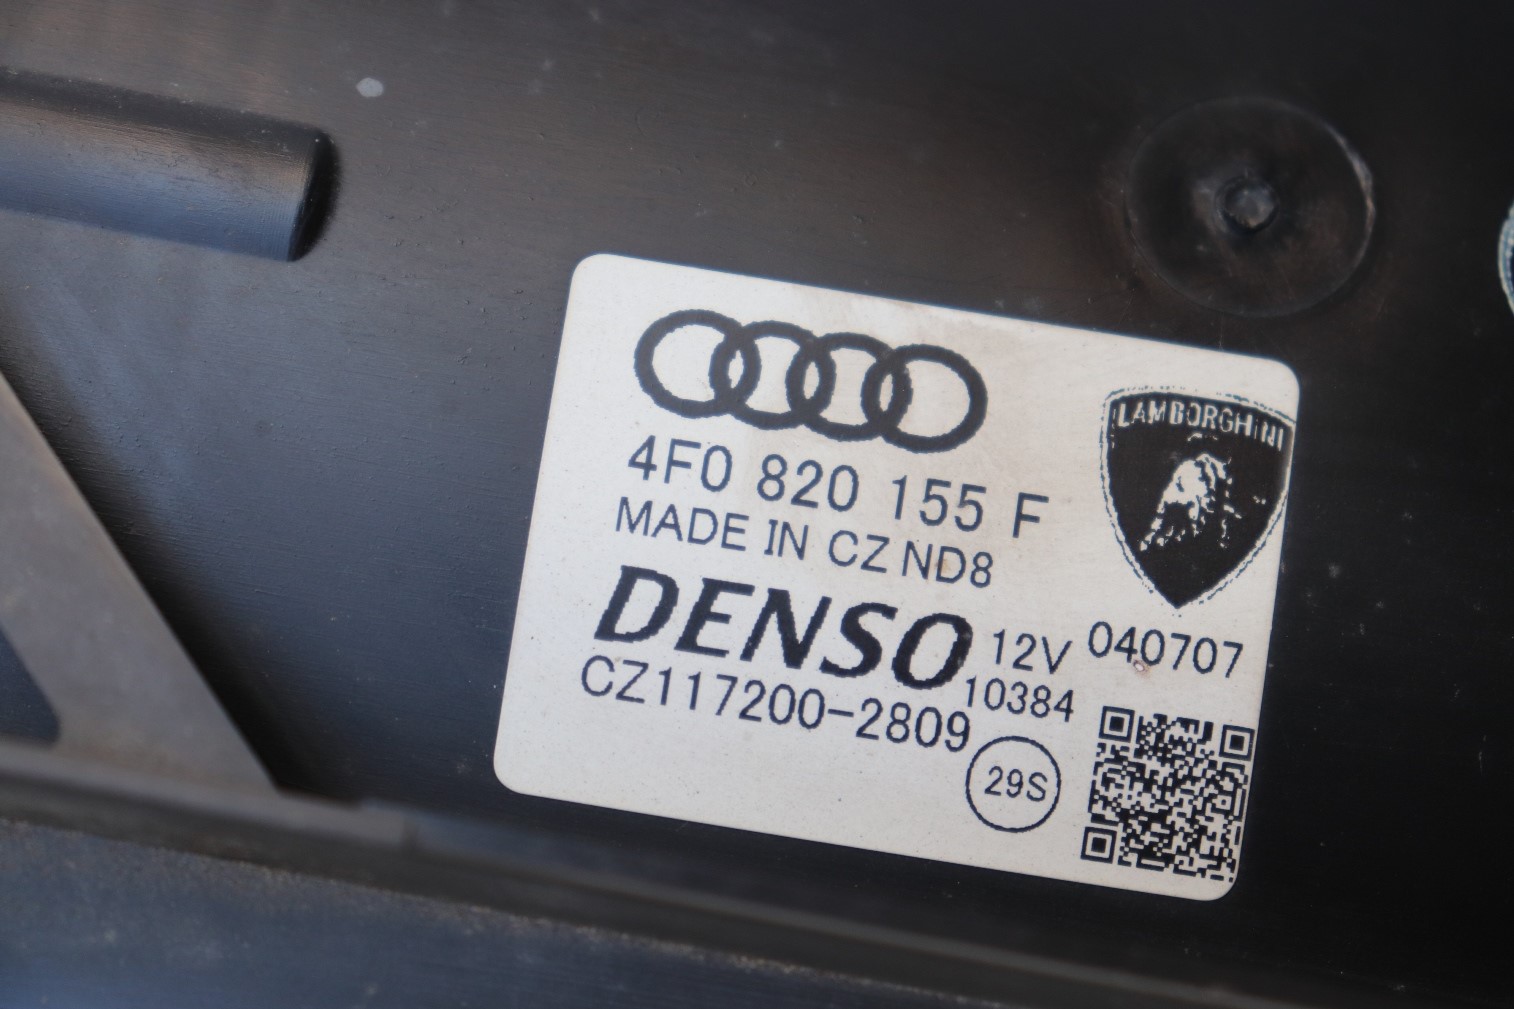 LAMBORGHINI
4F0 820 155 F
MADE IN CZ ND8
DENSO 12V 040707
CZ117200-2809 10384
29S